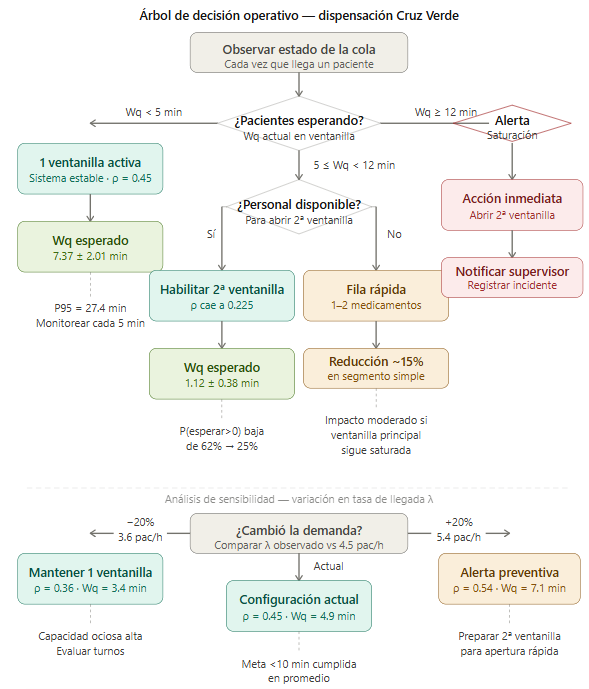 Árbol de decisión operativo — dispensación Cruz Verde
Observar estado de la cola
Cada vez que llega un paciente
Wq < 5 min
¿Pacientes esperando?
Wq actual en ventanilla
Wq ≥ 12 min
Alerta
Saturación
1 ventanilla activa
Sistema estable · ρ = 0.45
5 ≤ Wq < 12 min
¿Personal disponible?
Para abrir 2ª ventanilla
Acción inmediata
Abrir 2ª ventanilla
Sí
No
Wq esperado
7.37 ± 2.01 min
Habilitar 2ª ventanilla
ρ cae a 0.225
Fila rápida
1–2 medicamentos
Notificar supervisor
Registrar incidente
P95 = 27.4 min
Monitorear cada 5 min
Wq esperado
1.12 ± 0.38 min
Reducción ~15%
en segmento simple
P(esperar>0) baja
de 62% → 25%
Impacto moderado si
ventanilla principal
sigue saturada
Análisis de sensibilidad — variación en tasa de llegada λ
−20%
3.6 pac/h
¿Cambió la demanda?
Comparar λ observado vs 4.5 pac/h
+20%
5.4 pac/h
Actual
Mantener 1 ventanilla
ρ = 0.36 · Wq = 3.4 min
Configuración actual
ρ = 0.45 · Wq = 4.9 min
Alerta preventiva
ρ = 0.54 · Wq = 7.1 min
Capacidad ociosa alta
Evaluar turnos
Meta <10 min cumplida
en promedio
Preparar 2ª ventanilla
para apertura rápida